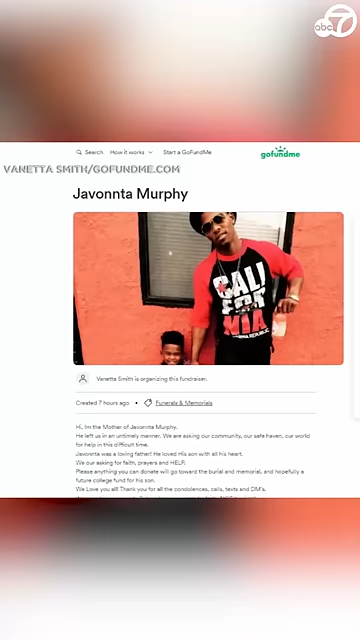 abc 7
Search How it works Start a GoFundMe gofundme
VANETTA SMITH/GOFUNDME.COM
Javonnta Murphy
CALI
FOR
NIA
Vanetta Smith is organizing this fundraiser.
Created 7 hours ago • Funerals & Memorials
Hi, Im the Mother of Javonnta Murphy.
He left us in an untimely manner. We are asking our community, our safe haven, our world
for help in this difficult time.
Javonnta was a loving father! He loved His son with all his heart.
We our asking for faith, prayers and HELP.
Please anything you can donate will go toward the burial and memorial, and hopefully a
future college fund for his son.
We Love you all! Thank you for all the condolences, calls, texts and DM's.